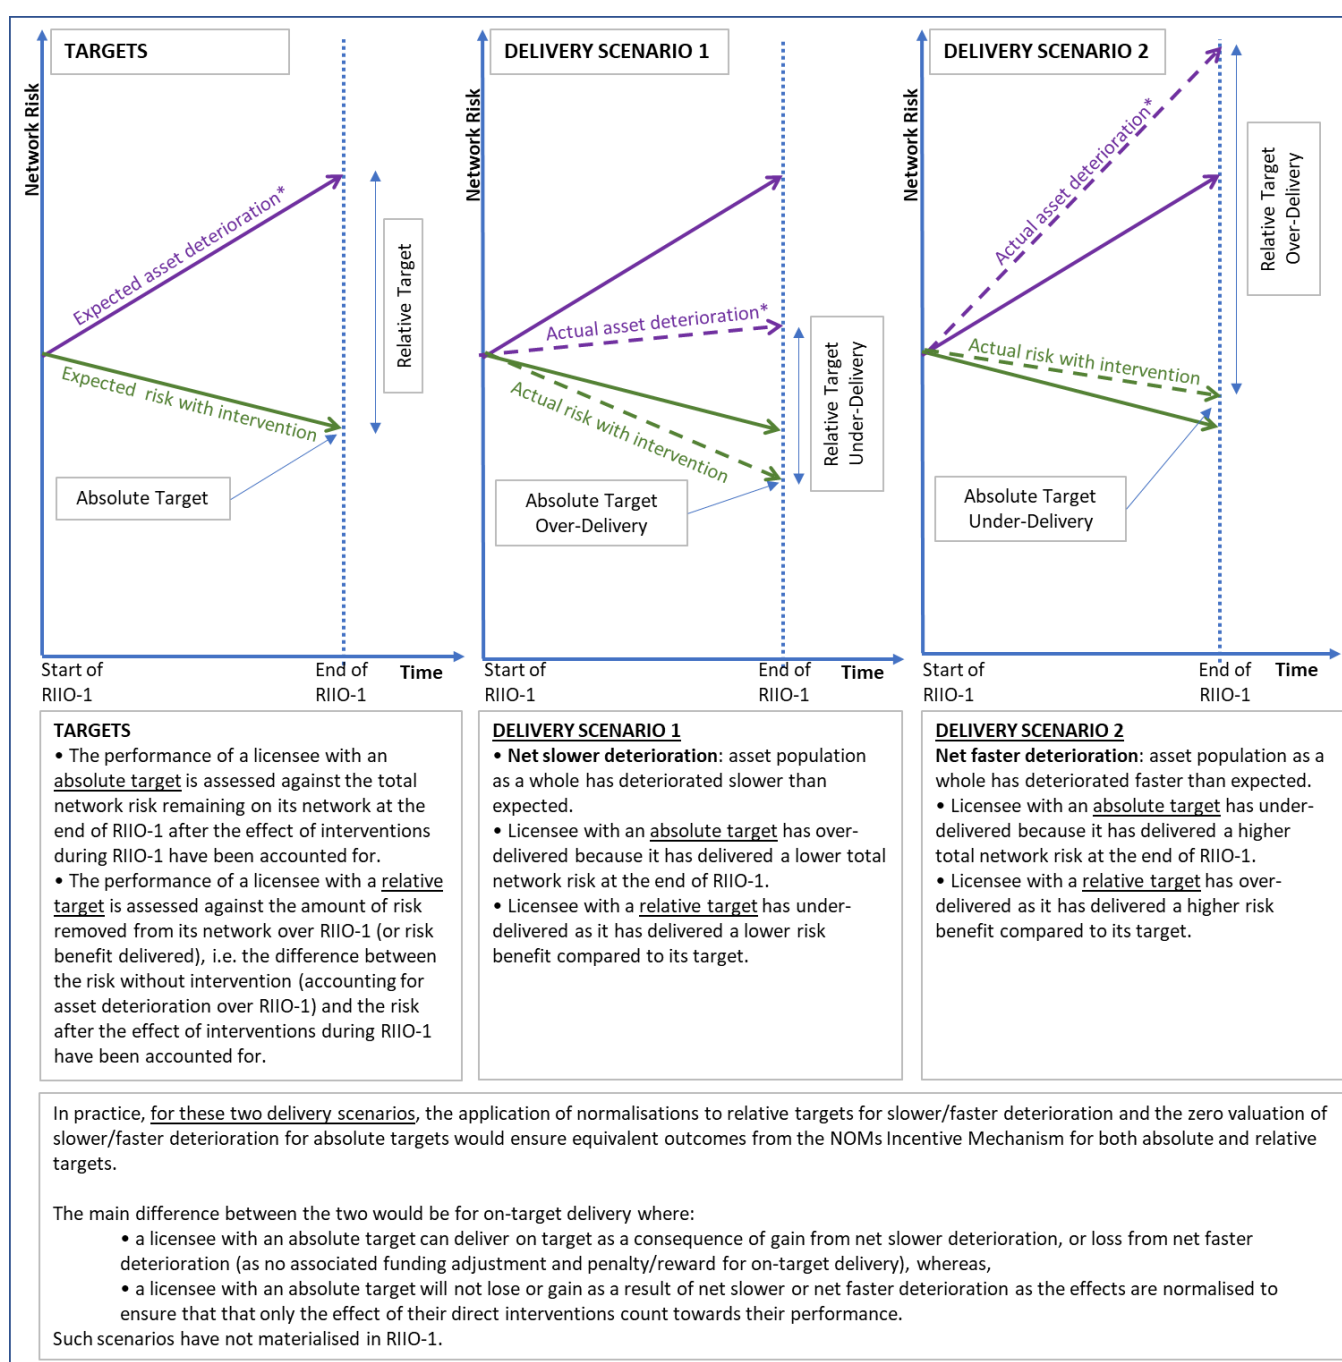 TARGETS
Network Risk
Expected asset deterioration*
Expected risk with intervention
Relative Target
Absolute Target
Start of
RIIO-1
End of
RIIO-1
Time
DELIVERY SCENARIO 1
Network Risk
Actual asset deterioration*
Actual risk with intervention
Relative Target
Under-Delivery
Absolute Target
Over-Delivery
Start of
RIIO-1
End of
RIIO-1
Time
DELIVERY SCENARIO 2
Network Risk
Actual asset deterioration*
Actual risk with intervention
Relative Target
Over-Delivery
Absolute Target
Under-Delivery
Start of
RIIO-1
End of
RIIO-1
Time
TARGETS
• The performance of a licensee with an
absolute target is assessed against the total
network risk remaining on its network at the
end of RIIO-1 after the effect of interventions
during RIIO-1 have been accounted for.
• The performance of a licensee with a relative
target is assessed against the amount of risk
removed from its network over RIIO-1 (or risk
benefit delivered), i.e. the difference between
the risk without intervention (accounting for
asset deterioration over RIIO-1) and the risk
after the effect of interventions during RIIO-1
have been accounted for.
DELIVERY SCENARIO 1
• Net slower deterioration: asset population
as a whole has deteriorated slower than
expected.
• Licensee with an absolute target has over-
delivered because it has delivered a lower total
network risk at the end of RIIO-1.
• Licensee with a relative target has under-
delivered as it has delivered a lower risk
benefit compared to its target.
DELIVERY SCENARIO 2
Net faster deterioration: asset population as a
whole has deteriorated faster than expected.
• Licensee with an absolute target has under-
delivered because it has delivered a higher
total network risk at the end of RIIO-1.
• Licensee with a relative target has over-
delivered as it has delivered a higher risk
benefit compared to its target.
In practice, for these two delivery scenarios, the application of normalisations to relative targets for slower/faster deterioration and the zero valuation of
slower/faster deterioration for absolute targets would ensure equivalent outcomes from the NOMs Incentive Mechanism for both absolute and relative
targets.
The main difference between the two would be for on-target delivery where:
• a licensee with an absolute target can deliver on target as a consequence of gain from net slower deterioration, or loss from net faster
deterioration (as no associated funding adjustment and penalty/reward for on-target delivery), whereas,
• a licensee with an absolute target will not lose or gain as a result of net slower or net faster deterioration as the effects are normalised to
ensure that that only the effect of their direct interventions count towards their performance.
Such scenarios have not materialised in RIIO-1.